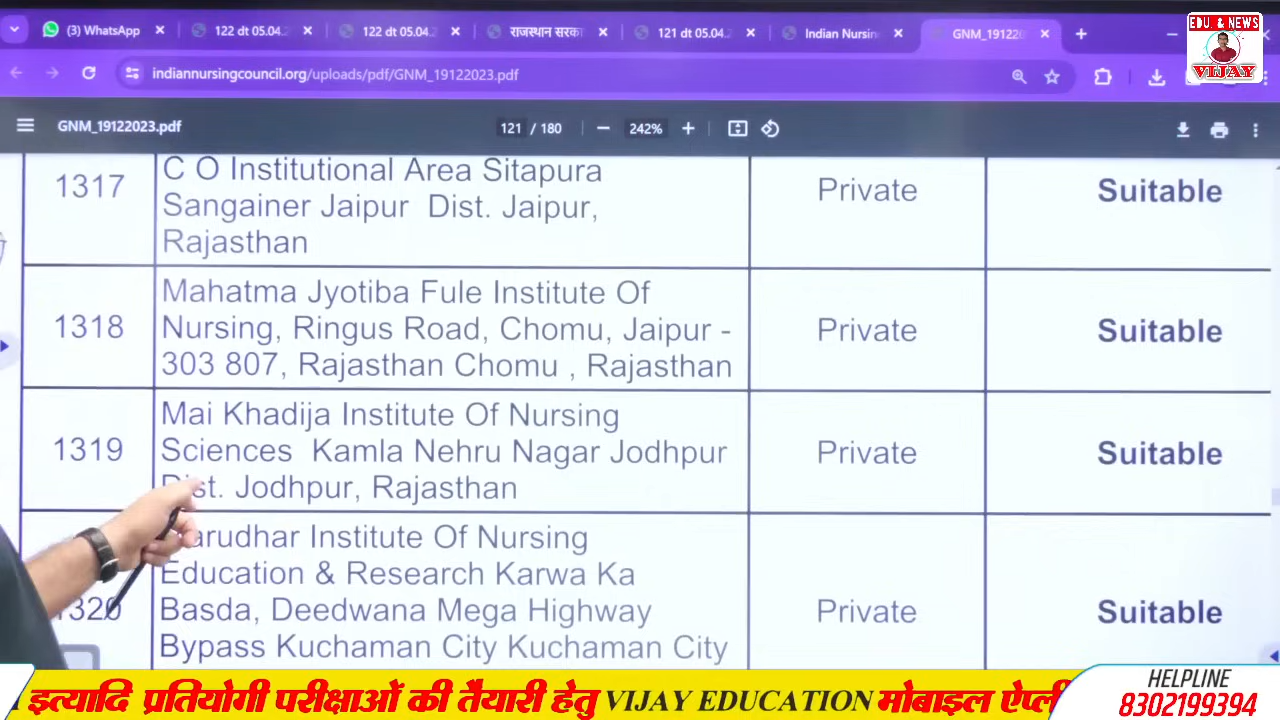 (3) WhatsApp
122 dt 05.04.
122 dt 05.04.
राजस्थान सरका
121 dt 05.04.
Indian Nursin
GNM_191220
EDU. & NEWS
VIJAY
indiannursingcouncil.org/uploads/pdf/GNM_19122023.pdf
GNM_19122023.pdf
121 / 180
242%
1317
C O Institutional Area Sitapura
Sangainer Jaipur Dist. Jaipur,
Rajasthan
Private
Suitable
1318
Mahatma Jyotiba Fule Institute Of
Nursing, Ringus Road, Chomu, Jaipur -
303 807, Rajasthan Chomu , Rajasthan
Private
Suitable
1319
Mai Khadija Institute Of Nursing
Sciences Kamla Nehru Nagar Jodhpur
Dist. Jodhpur, Rajasthan
Private
Suitable
1320
arudhar Institute Of Nursing
Education & Research Karwa Ka
Basda, Deedwana Mega Highway
Bypass Kuchaman City Kuchaman City
Private
Suitable
इत्यादि प्रतियोगी परीक्षाओं की तैयारी हेतु VIJAY EDUCATION मोबाइल ऐप्ली
HELPLINE
8302199394